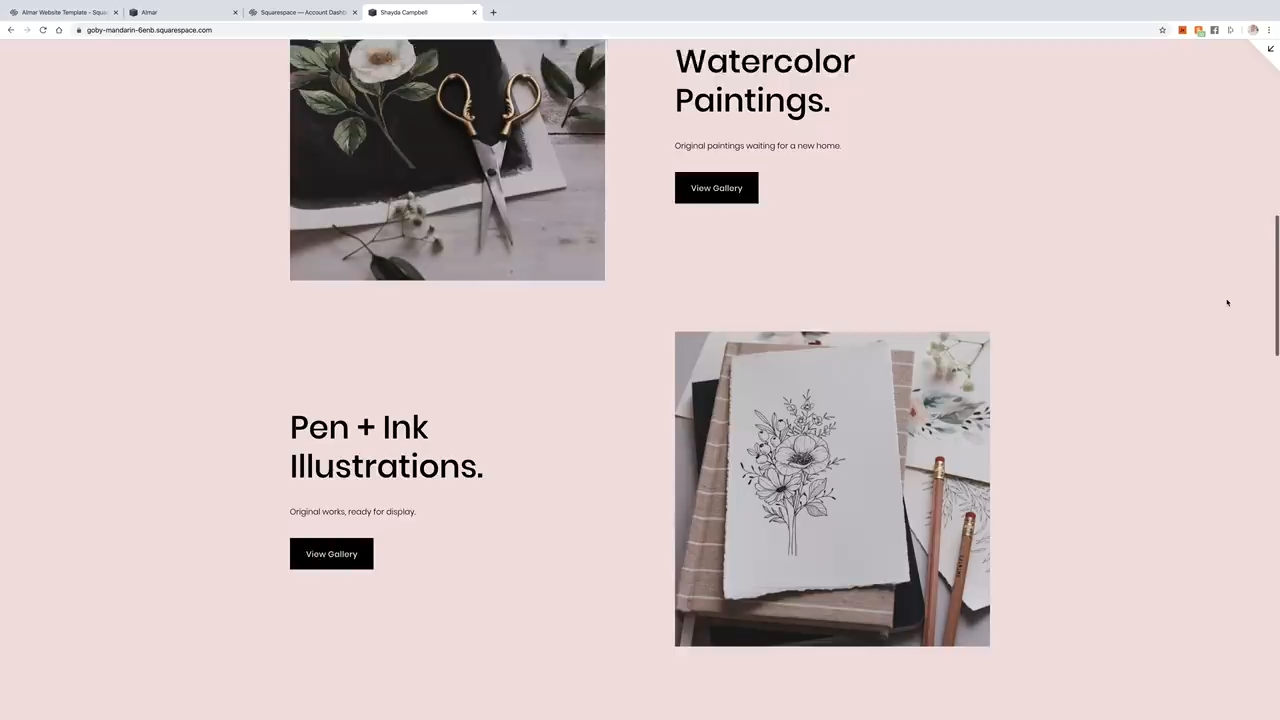 Almar Website Template - Squa
Almar
Squarespace — Account Dashb
Shayda Campbell
goby-mandarin-6enb.squarespace.com
Watercolor
Paintings.
Original paintings waiting for a new home.
View Gallery
Pen + Ink
Illustrations.
Original works, ready for display.
View Gallery